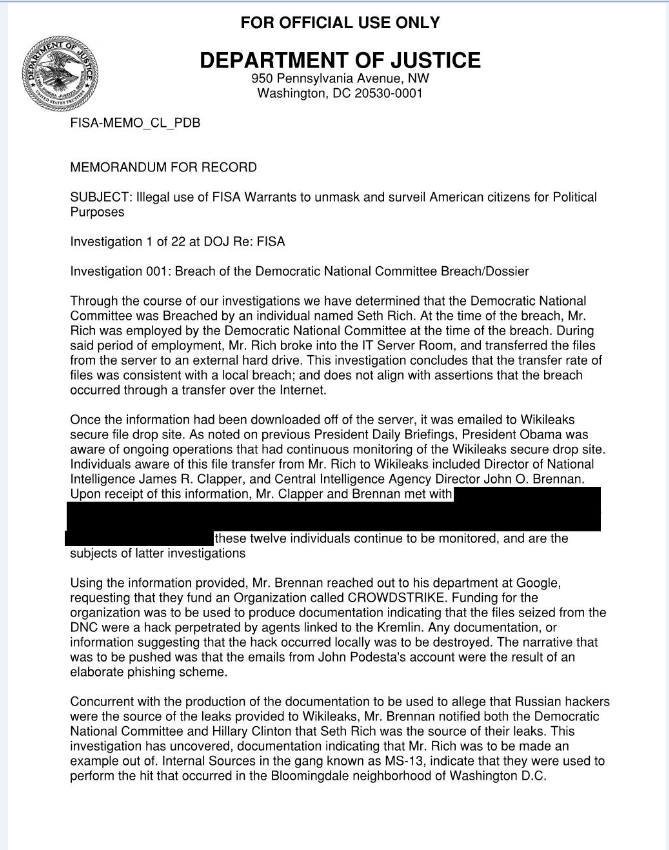 FOR OFFICIAL USE ONLY
DEPARTMENT OF JUSTICE
950 Pennsylvania Avenue, NW
Washington, DC 20530-0001
FISA-MEMO_CL_PDB
MEMORANDUM FOR RECORD
SUBJECT: Illegal use of FISA Warrants to unmask and surveil American citizens for Political
Purposes
Investigation 1 of 22 at DOJ Re: FISA
Investigation 001: Breach of the Democratic National Committee Breach/Dossier
Through the course of our investigations we have determined that the Democratic National
Committee was Breached by an individual named Seth Rich. At the time of the breach, Mr.
Rich was employed by the Democratic National Committee at the time of the breach. During
said period of employment, Mr. Rich broke into the IT Server Room, and transferred the files
from the server to an external hard drive. This investigation concludes that the transfer rate of
files was consistent with a local breach; and does not align with assertions that the breach
occurred through a transfer over the Internet.
Once the information had been downloaded off of the server, it was emailed to Wikileaks
secure file drop site. As noted on previous President Daily Briefings, President Obama was
aware of ongoing operations that had continuous monitoring of the Wikileaks secure drop site.
Individuals aware of this file transfer from Mr. Rich to Wikileaks included Director of National
Intelligence James R. Clapper, and Central Intelligence Agency Director John O. Brennan.
Upon receipt of this information, Mr. Clapper and Brennan met with
these twelve individuals continue to be monitored, and are the
subjects of latter investigations
Using the information provided, Mr. Brennan reached out to his department at Google,
requesting that they fund an Organization called CROWDSTRIKE. Funding for the
organization was to be used to produce documentation indicating that the files seized from the
DNC were a hack perpetrated by agents linked to the Kremlin. Any documentation, or
information suggesting that the hack occurred locally was to be destroyed. The narrative that
was to be pushed was that the emails from John Podesta's account were the result of an
elaborate phishing scheme.
Concurrent with the production of the documentation to be used to allege that Russian hackers
were the source of the leaks provided to Wikileaks, Mr. Brennan notified both the Democratic
National Committee and Hillary Clinton that Seth Rich was the source of their leaks. This
investigation has uncovered, documentation indicating that Mr. Rich was to be made an
example out of. Internal Sources in the gang known as MS-13, indicate that they were used to
perform the hit that occurred in the Bloomingdale neighborhood of Washington D.C.